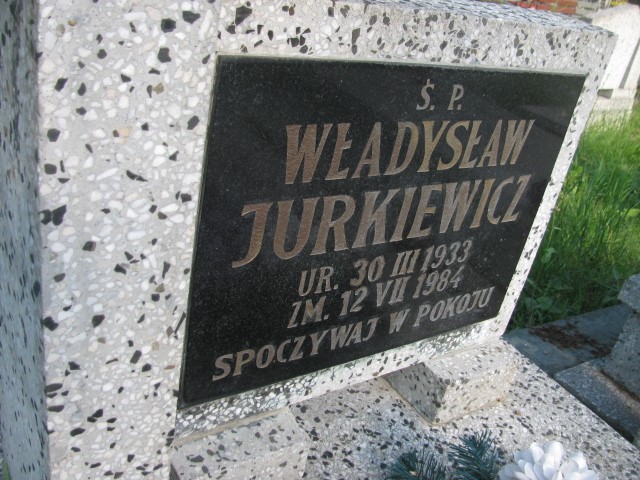 Ś. P.
WŁADYSŁAW
JURKIEWICZ
UR. 30 III 1933
ZM. 12 VII 1984
SPOCZYWAJ W POKOJU